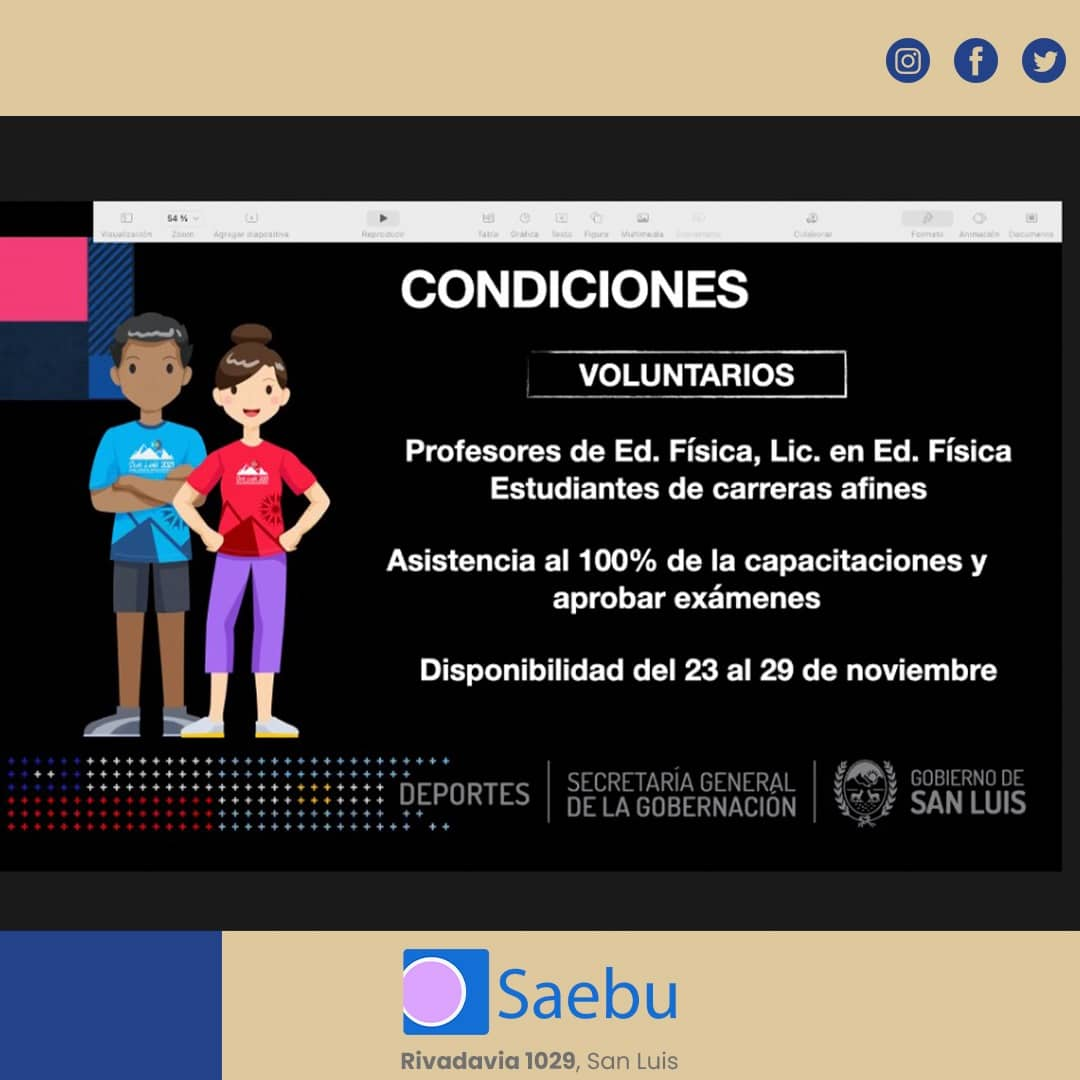 54 %
Visualización Zoom Agregar diapositiva Reproducir Tabla Gráfica Texto Figura Multimedia Colaborar Formato Animación Documento
CONDICIONES
VOLUNTARIOS
Profesores de Ed. Física, Lic. en Ed. Física
Estudiantes de carreras afines
Asistencia al 100% de la capacitaciones y
aprobar exámenes
Disponibilidad del 23 al 29 de noviembre
DEPORTES
SECRETARÍA GENERAL
DE LA GOBERNACIÓN
GOBIERNO DE
SAN LUIS
Saebu
Rivadavia 1029, San Luis